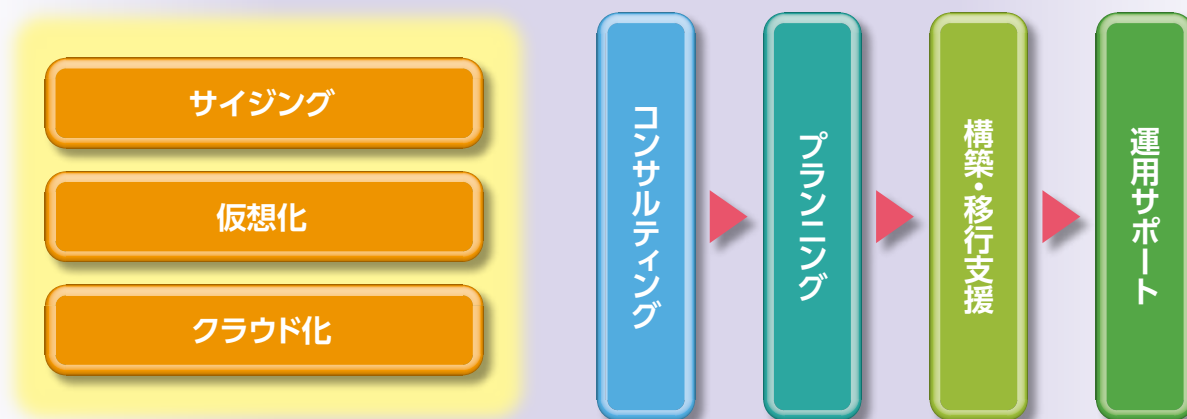 サイジング
仮想化
クラウド化
コンサルティング
プランニング
構築・移行支援
運用サポート